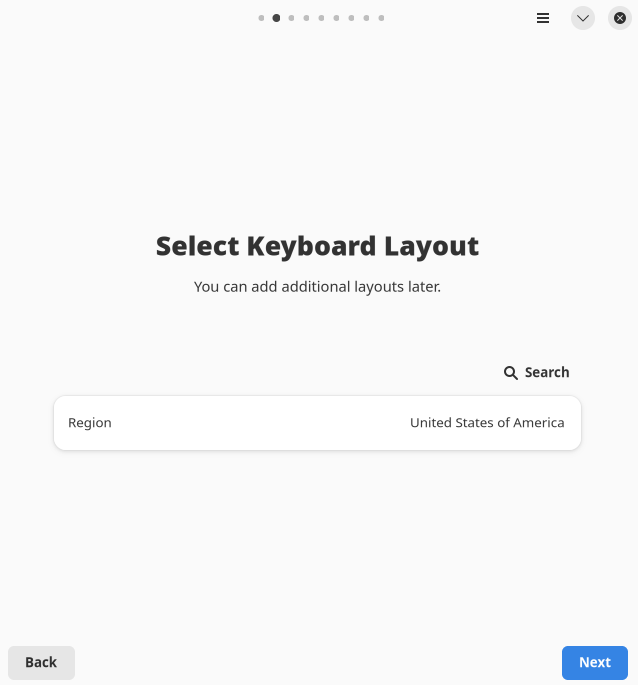 Select Keyboard Layout
You can add additional layouts later.
Search
Region United States of America
Back Next